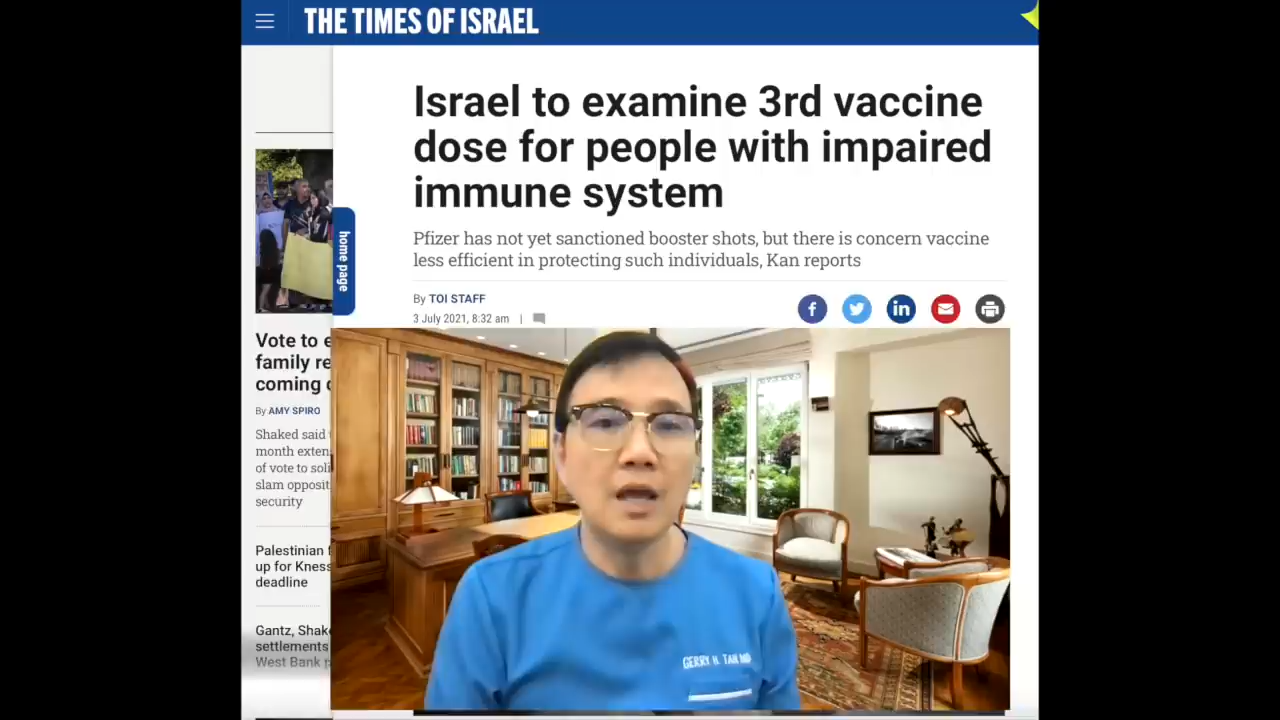 THE TIMES OF ISRAEL
Israel to examine 3rd vaccine
dose for people with impaired
immune system
Pfizer has not yet sanctioned booster shots, but there is concern vaccine
less efficient in protecting such individuals, Kan reports
By TOI STAFF
3 July 2021, 8:32 am |
home page
Vote to e
family re
coming
By AMY SPIRO
Shaked said
month exten
of vote to soli
slam opposit
security
Palestinian
up for Kness
deadline
Gantz, Shak
settlements
West Bank
GERRY H. TAN MD